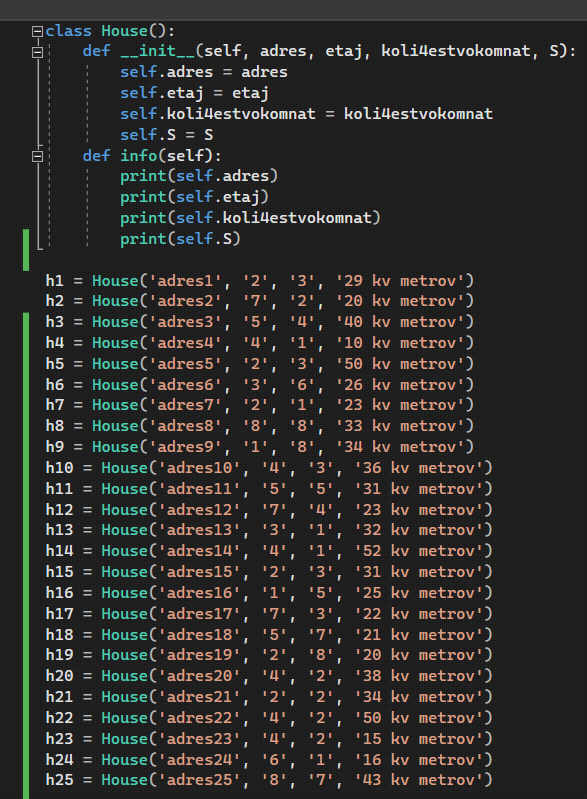 class House():
    def __init__(self, adres, etaj, koli4estvokomnat, S):
        self.adres = adres
        self.etaj = etaj
        self.koli4estvokomnat = koli4estvokomnat
        self.S = S
    def info(self):
        print(self.adres)
        print(self.etaj)
        print(self.koli4estvokomnat)
        print(self.S)

h1 = House('adres1', '2', '3', '29 kv metrov')
h2 = House('adres2', '7', '2', '20 kv metrov')
h3 = House('adres3', '5', '4', '40 kv metrov')
h4 = House('adres4', '4', '1', '10 kv metrov')
h5 = House('adres5', '2', '3', '50 kv metrov')
h6 = House('adres6', '3', '6', '26 kv metrov')
h7 = House('adres7', '2', '1', '23 kv metrov')
h8 = House('adres8', '8', '8', '33 kv metrov')
h9 = House('adres9', '1', '8', '34 kv metrov')
h10 = House('adres10', '4', '3', '36 kv metrov')
h11 = House('adres11', '5', '5', '31 kv metrov')
h12 = House('adres12', '7', '4', '23 kv metrov')
h13 = House('adres13', '3', '1', '32 kv metrov')
h14 = House('adres14', '4', '1', '52 kv metrov')
h15 = House('adres15', '2', '3', '31 kv metrov')
h16 = House('adres16', '1', '5', '25 kv metrov')
h17 = House('adres17', '7', '3', '22 kv metrov')
h18 = House('adres18', '5', '7', '21 kv metrov')
h19 = House('adres19', '2', '8', '20 kv metrov')
h20 = House('adres20', '4', '2', '38 kv metrov')
h21 = House('adres21', '2', '2', '34 kv metrov')
h22 = House('adres22', '4', '2', '50 kv metrov')
h23 = House('adres23', '4', '2', '15 kv metrov')
h24 = House('adres24', '6', '1', '16 kv metrov')
h25 = House('adres25', '8', '7', '43 kv metrov')